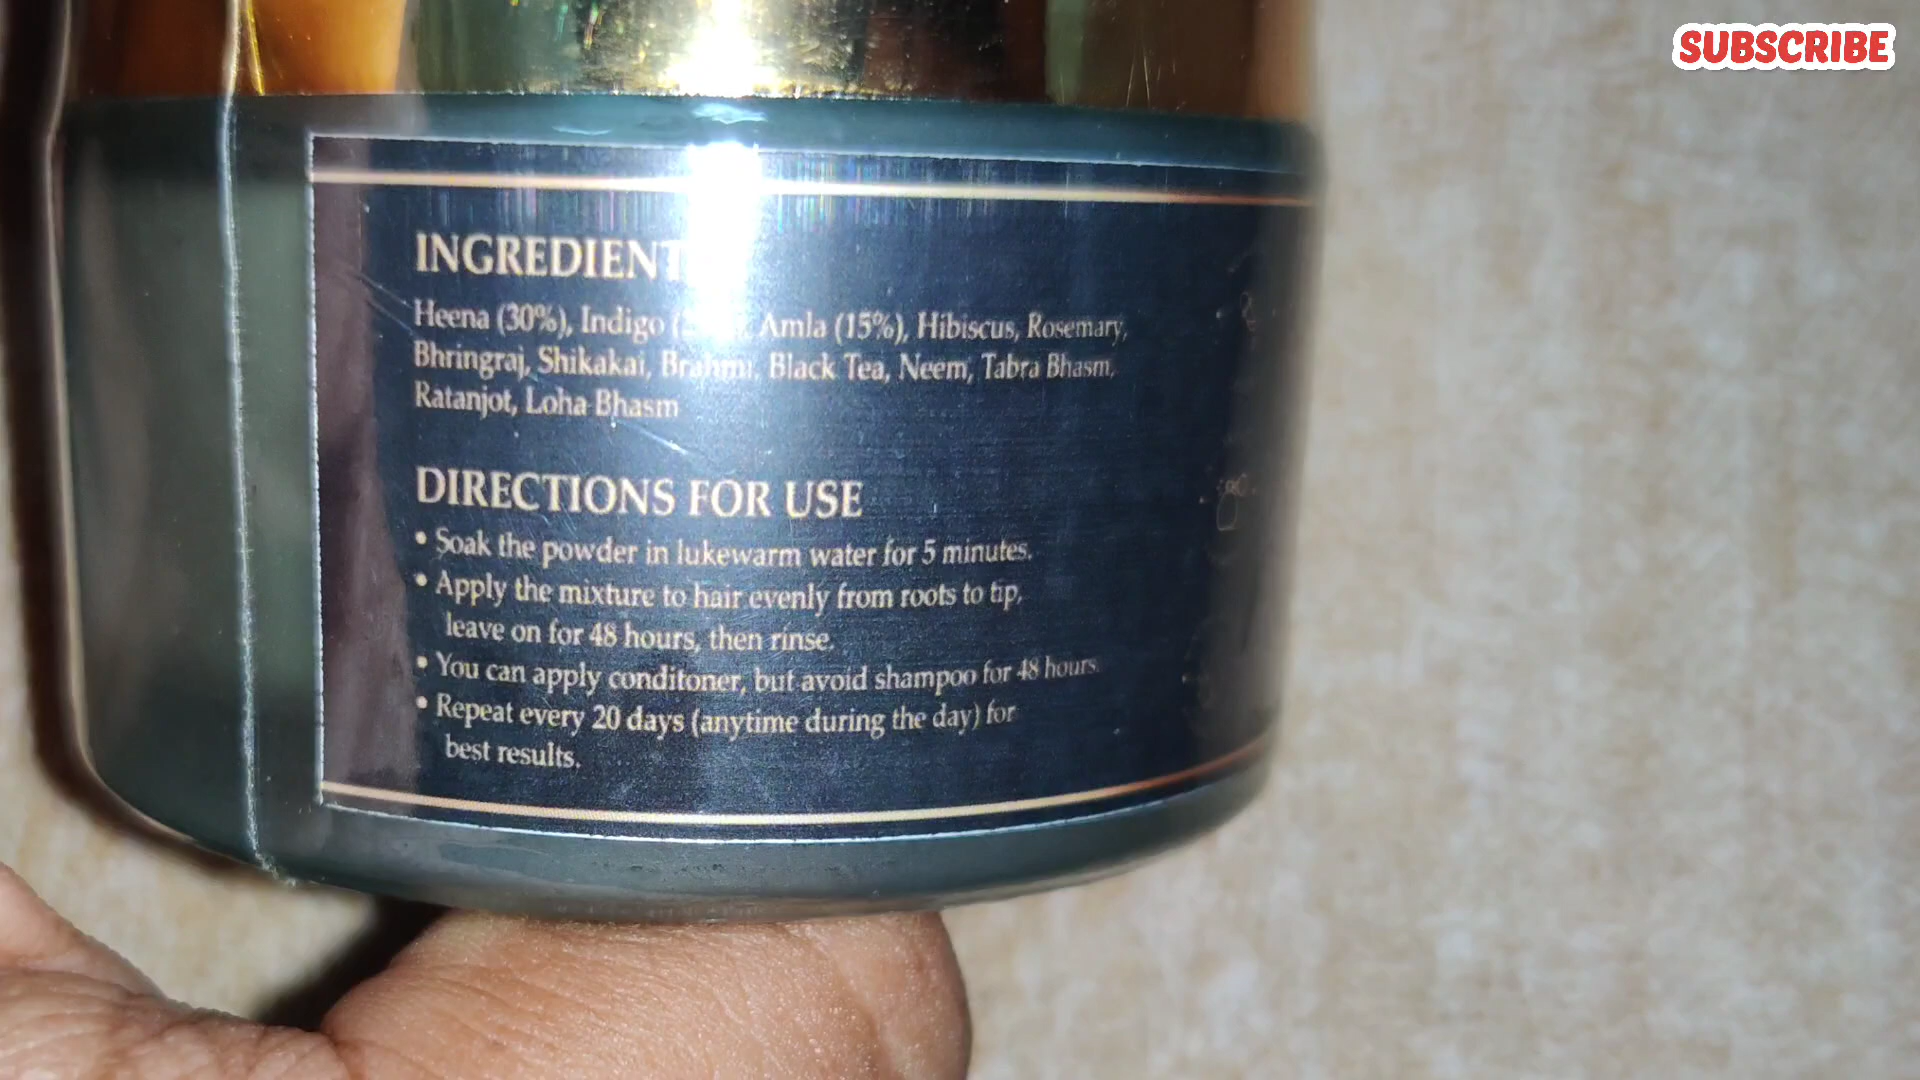 SUBSCRIBE
INGREDIENT
Heena (30%), Indigo ( Amla (15%), Hibiscus, Rosemary,
Bhringraj, Shikakai, Brahmi, Black Tea, Neem, Tabra Bhasm,
Ratanjot, Loha Bhasm
DIRECTIONS FOR USE
• Soak the powder in lukewarm water for 5 minutes.
• Apply the mixture to hair evenly from roots to tip,
leave on for 48 hours, then rinse.
• You can apply conditoner, but avoid shampoo for 48 hours.
• Repeat every 20 days (anytime during the day) for
best results.